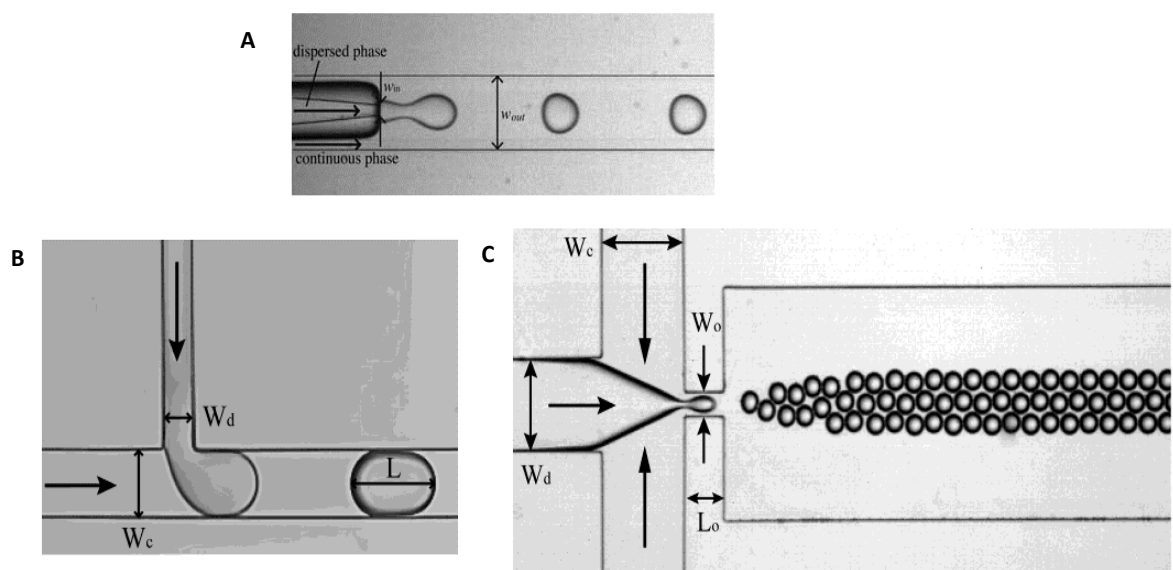 A
dispersed phase
w_in
w_out
continuous phase
B
W_d
L
W_c
C
W_c
W_o
W_d
L_o